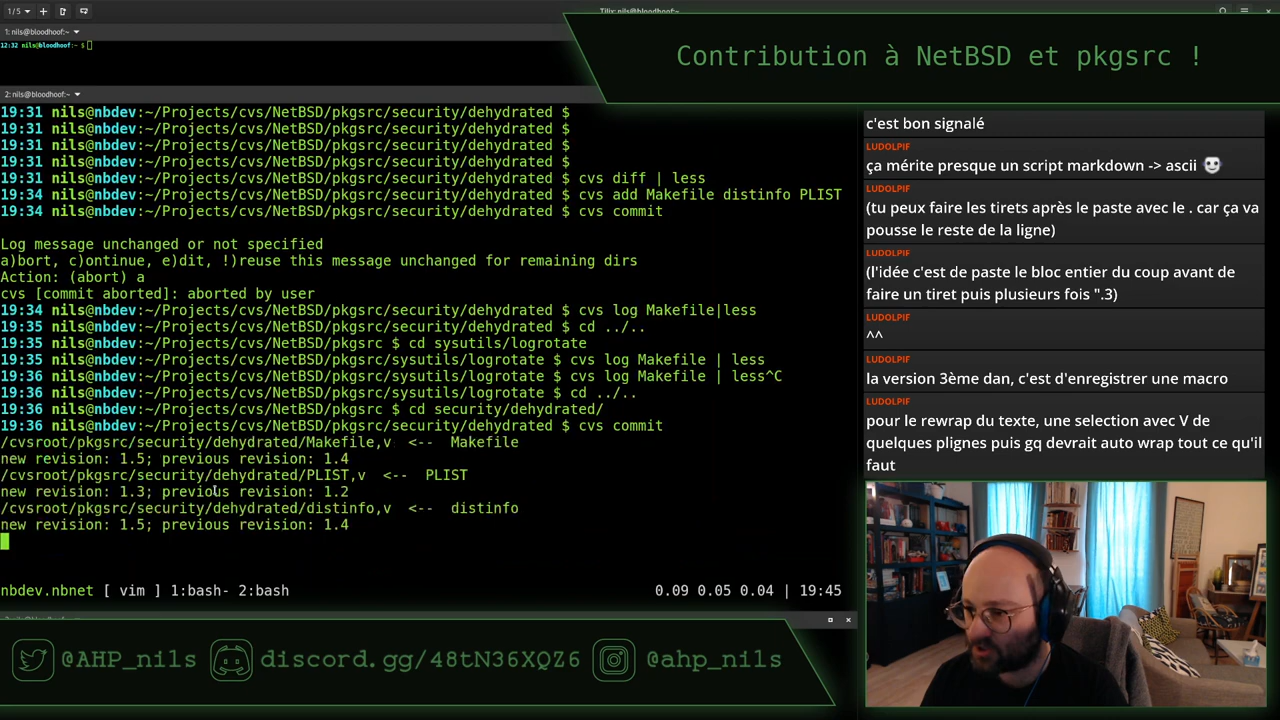 1/5
Tilix: nils@bloodhoof:~
1: nils@bloodhoof:~
12:32 nils@bloodhoof:~ $
Contribution à NetBSD et pkgsrc !
2: nils@bloodhoof:~
19:31 nils@nbdev:~/Projects/cvs/NetBSD/pkgsrc/security/dehydrated $
19:31 nils@nbdev:~/Projects/cvs/NetBSD/pkgsrc/security/dehydrated $
19:31 nils@nbdev:~/Projects/cvs/NetBSD/pkgsrc/security/dehydrated $
19:31 nils@nbdev:~/Projects/cvs/NetBSD/pkgsrc/security/dehydrated $
19:31 nils@nbdev:~/Projects/cvs/NetBSD/pkgsrc/security/dehydrated $ cvs diff | less
19:34 nils@nbdev:~/Projects/cvs/NetBSD/pkgsrc/security/dehydrated $ cvs add Makefile distinfo PLIST
19:34 nils@nbdev:~/Projects/cvs/NetBSD/pkgsrc/security/dehydrated $ cvs commit
Log message unchanged or not specified
a)bort, c)ontinue, e)dit, !)reuse this message unchanged for remaining dirs
Action: (abort) a
cvs [commit aborted]: aborted by user
19:34 nils@nbdev:~/Projects/cvs/NetBSD/pkgsrc/security/dehydrated $ cvs log Makefile|less
19:35 nils@nbdev:~/Projects/cvs/NetBSD/pkgsrc/security/dehydrated $ cd ../..
19:35 nils@nbdev:~/Projects/cvs/NetBSD/pkgsrc $ cd sysutils/logrotate
19:35 nils@nbdev:~/Projects/cvs/NetBSD/pkgsrc/sysutils/logrotate $ cvs log Makefile | less
19:36 nils@nbdev:~/Projects/cvs/NetBSD/pkgsrc/sysutils/logrotate $ cvs log Makefile | less^C
19:36 nils@nbdev:~/Projects/cvs/NetBSD/pkgsrc/sysutils/logrotate $ cd ../..
19:36 nils@nbdev:~/Projects/cvs/NetBSD/pkgsrc $ cd security/dehydrated/
19:36 nils@nbdev:~/Projects/cvs/NetBSD/pkgsrc/security/dehydrated $ cvs commit
/cvsroot/pkgsrc/security/dehydrated/Makefile,v <-- Makefile
new revision: 1.5; previous revision: 1.4
/cvsroot/pkgsrc/security/dehydrated/PLIST,v <-- PLIST
new revision: 1.3; previous revision: 1.2
/cvsroot/pkgsrc/security/dehydrated/distinfo,v <-- distinfo
new revision: 1.5; previous revision: 1.4
nbdev.nbnet [ vim ] 1:bash- 2:bash 0.09 0.05 0.04 | 19:45
c'est bon signalé
LUDOLPIF
ça mérite presque un script markdown -> ascii
LUDOLPIF
(tu peux faire les tirets après le paste avec le . car ça va
pousse le reste de la ligne)
LUDOLPIF
(l'idée c'est de paste le bloc entier du coup avant de
faire un tiret puis plusieurs fois ".3)
LUDOLPIF
^^
LUDOLPIF
la version 3ème dan, c'est d'enregistrer une macro
LUDOLPIF
pour le rewrap du texte, une selection avec V de
quelques plignes puis gq devrait auto wrap tout ce qu'il
faut
@AHP_nils
discord.gg/48tN36XQZ6
@ahp_nils